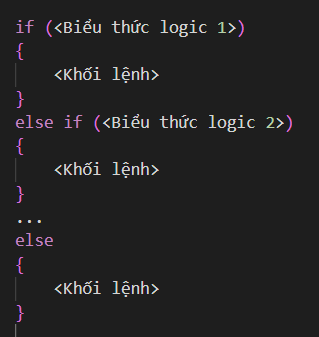 if (<Biểu thức logic 1>)
{
    <Khối lệnh>
}
else if (<Biểu thức logic 2>)
{
    <Khối lệnh>
}
...
else
{
    <Khối lệnh>
}